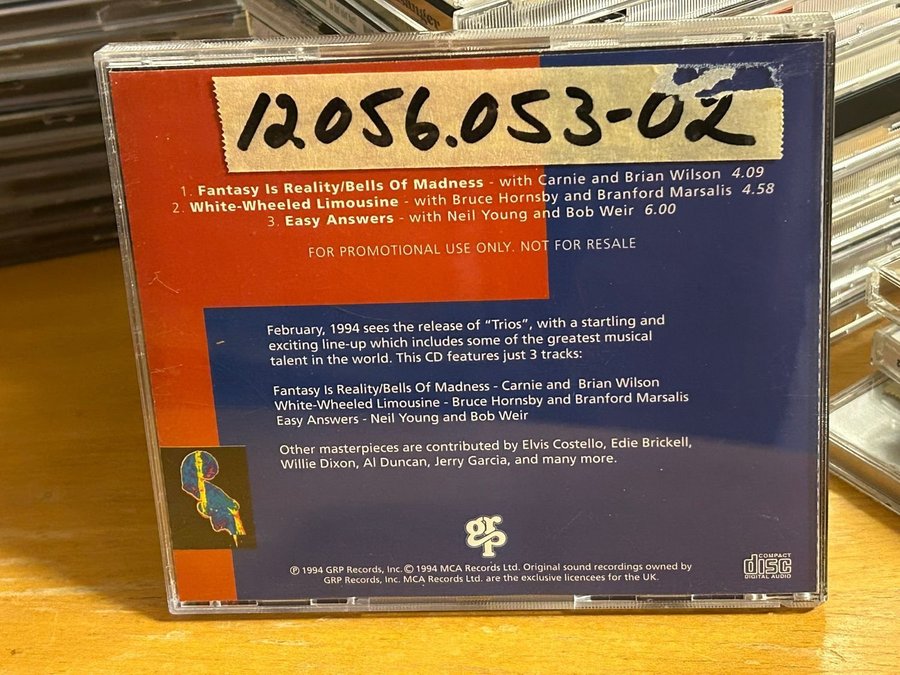 12056.053-02
1. Fantasy Is Reality/Bells Of Madness - with Carnie and Brian Wilson 4.09
2. White-Wheeled Limousine - with Bruce Hornsby and Branford Marsalis 4.58
3. Easy Answers - with Neil Young and Bob Weir 6.00
FOR PROMOTIONAL USE ONLY. NOT FOR RESALE
February, 1994 sees the release of "Trios", with a startling and
exciting line-up which includes some of the greatest musical
talent in the world. This CD features just 3 tracks:
Fantasy Is Reality/Bells Of Madness - Carnie and Brian Wilson
White-Wheeled Limousine - Bruce Hornsby and Branford Marsalis
Easy Answers - Neil Young and Bob Weir
Other masterpieces are contributed by Elvis Costello, Edie Brickell,
Willie Dixon, Al Duncan, Jerry Garcia, and many more.
grp
℗ 1994 GRP Records, Inc. © 1994 MCA Records Ltd. Original sound recordings owned by
GRP Records, Inc. MCA Records Ltd. are the exclusive licencees for the UK.
COMPACT
disc
DIGITAL AUDIO